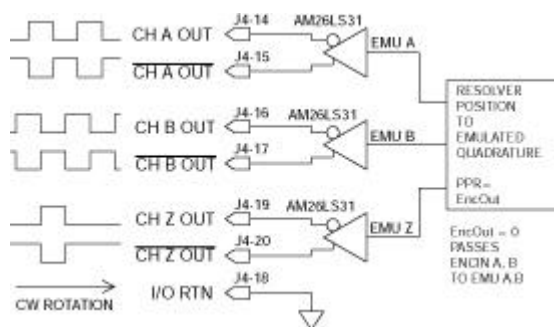 CH A OUT
J4-14
AM26LS31
EMU A
CH A OUT
J4-15
CH B OUT
J4-16
AM26LS31
EMU B
CH B OUT
J4-17
CH Z OUT
J4-19
AM26LS31
EMU Z
CH Z OUT
J4-20
I/O RTN
J4-18
CW ROTATION
RESOLVER
POSITION
TO
EMULATED
QUADRATURE
PPR=
EncOut
EncOut = 0
PASSES
ENCIN A, B
TO EMU A,B